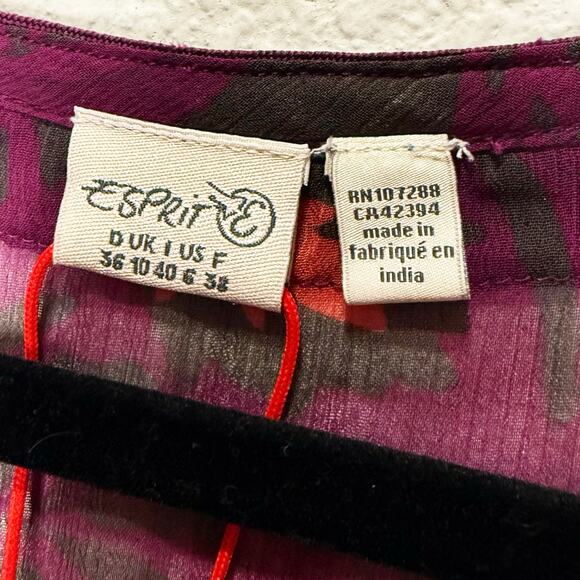 ESPRIT E
D UK I US F
36 10 40 6 38
RN107288
CA42394
made in
fabriqué en
india